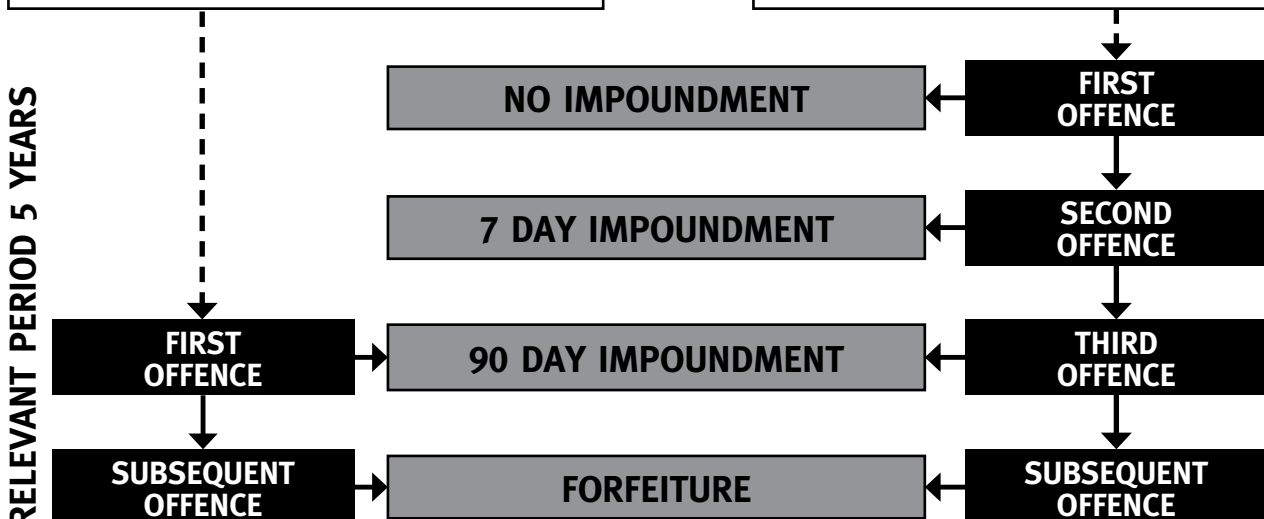 RELEVANT PERIOD 5 YEARS
NO IMPOUNDMENT
FIRST
OFFENCE
7 DAY IMPOUNDMENT
SECOND
OFFENCE
FIRST
OFFENCE
90 DAY IMPOUNDMENT
THIRD
OFFENCE
SUBSEQUENT
OFFENCE
FORFEITURE
SUBSEQUENT
OFFENCE